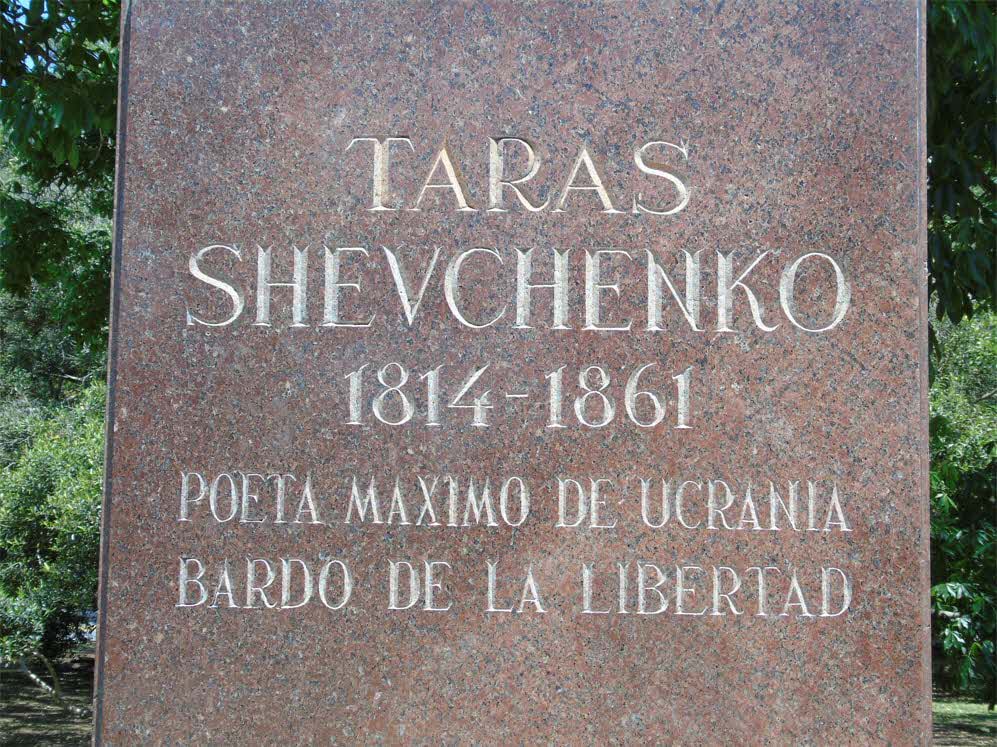 TARAS
SHEVCHENKO
1814-1861
POETA MAXIMO DE UCRANIA
BARDO DE LA LIBERTAD